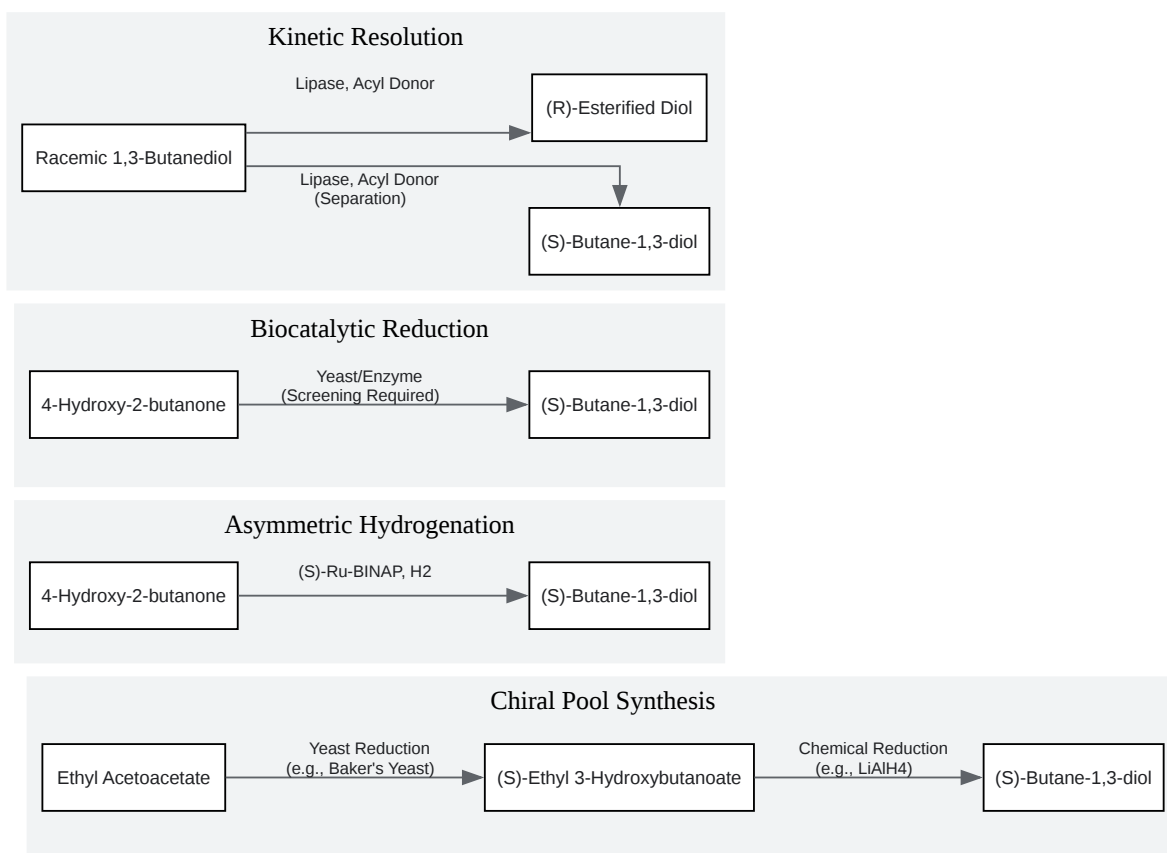 Kinetic Resolution
Lipase, Acyl Donor
(R)-Esterified Diol
Racemic 1,3-Butanediol
Lipase, Acyl Donor
(Separation)
(S)-Butane-1,3-diol
Biocatalytic Reduction
4-Hydroxy-2-butanone
Yeast/Enzyme
(Screening Required)
(S)-Butane-1,3-diol
Asymmetric Hydrogenation
4-Hydroxy-2-butanone
(S)-Ru-BINAP, H2
(S)-Butane-1,3-diol
Chiral Pool Synthesis
Ethyl Acetoacetate
Yeast Reduction
(e.g., Baker's Yeast)
(S)-Ethyl 3-Hydroxybutanoate
Chemical Reduction
(e.g., LiAlH4)
(S)-Butane-1,3-diol